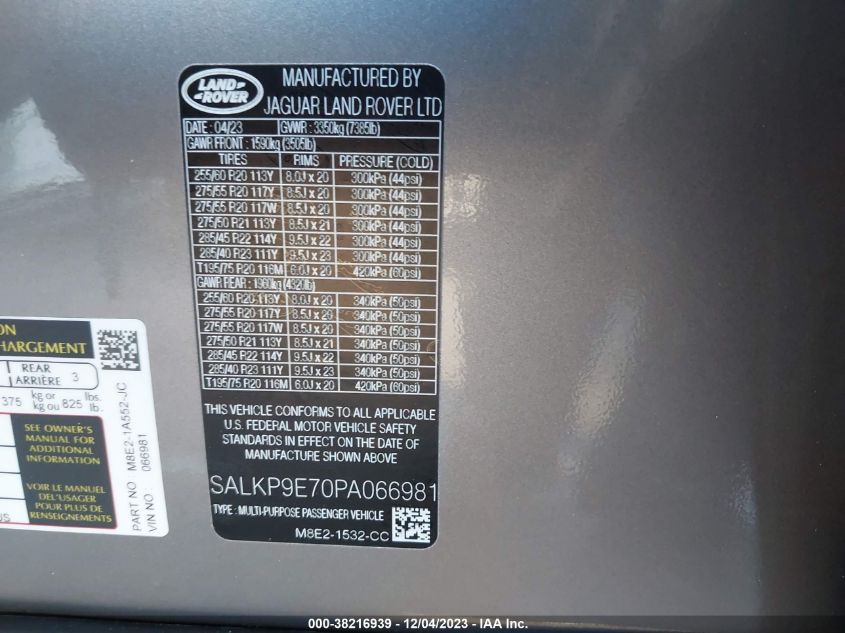 LAND ROVER
MANUFACTURED BY
JAGUAR LAND ROVER LTD
DATE : 04/23 GVWR : 3350kg (7385lb)
GAWR FRONT : 1590kg (3505lb)
TIRES RIMS PRESSURE (COLD)
255/60 R20 113Y 8.0J x 20 300kPa (44psi)
275/55 R20 117Y 8.5J x 20 300kPa (44psi)
275/55 R20 117W 8.5J x 20 300kPa (44psi)
275/50 R21 113Y 8.5J x 21 300kPa (44psi)
285/45 R22 114Y 9.5J x 22 300kPa (44psi)
285/40 R23 111Y 9.5J x 23 300kPa (44psi)
T195/75 R20 116M 6.0J x 20 420kPa (60psi)
GAWR REAR : 1960kg (4320lb)
255/60 R20 113Y 8.0J x 20 340kPa (50psi)
275/55 R20 117Y 8.5J x 20 340kPa (50psi)
275/55 R20 117W 8.5J x 20 340kPa (50psi)
275/50 R21 113Y 8.5J x 21 340kPa (50psi)
285/45 R22 114Y 9.5J x 22 340kPa (50psi)
285/40 R23 111Y 9.5J x 23 340kPa (50psi)
T195/75 R20 116M 6.0J x 20 420kPa (60psi)
THIS VEHICLE CONFORMS TO ALL APPLICABLE
U.S. FEDERAL MOTOR VEHICLE SAFETY
STANDARDS IN EFFECT ON THE DATE OF
MANUFACTURE SHOWN ABOVE
SALKP9E70PA066981
TYPE : MULTI-PURPOSE PASSENGER VEHICLE
M8E2-1532-CC
REAR
ARRIÈRE 3
375 kg or kg ou 825 lbs. lb.
SEE OWNER'S
MANUAL FOR
ADDITIONAL
INFORMATION
VOIR LE MANUEL
DEL'USAGER
POUR PLUS DE
RENSEIGNEMENTS
PART NO M8E2-1A552-JC
VIN NO 066981
000-38216939 - 12/04/2023 - IAA Inc.